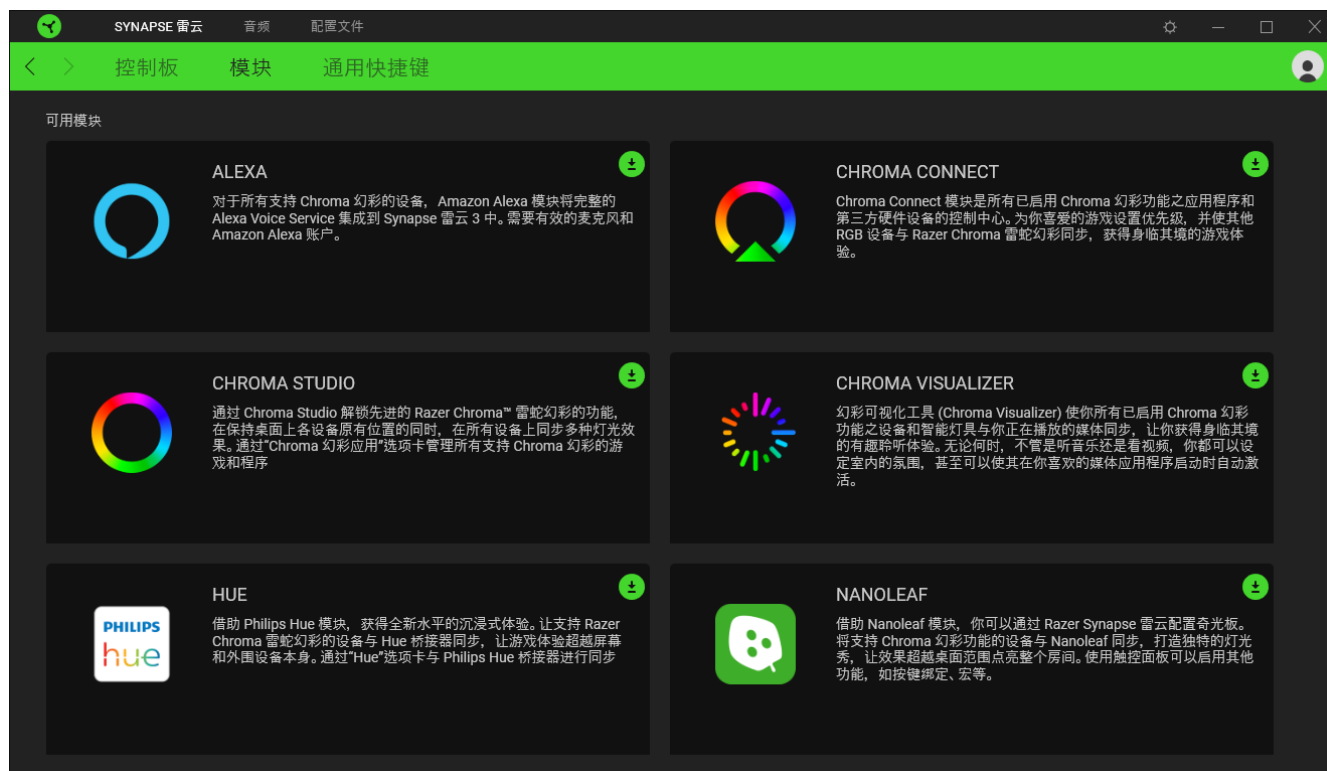 SYNAPSE 雷云 音频 配置文件
控制板 模块 通用快捷键
可用模块
ALEXA
对于所有支持 Chroma 幻彩的设备，Amazon Alexa 模块将完整的
Alexa Voice Service 集成到 Synapse 雷云 3 中。需要有效的麦克风和
Amazon Alexa 账户。
CHROMA CONNECT
Chroma Connect 模块是所有已启用 Chroma 幻彩功能之应用程序和
第三方硬件设备的控制中心。为你喜爱的游戏设置优先级，并使其他
RGB 设备与 Razer Chroma 雷蛇幻彩同步，获得身临其境的游戏体
验。
CHROMA STUDIO
通过 Chroma Studio 解锁先进的 Razer Chroma™ 雷蛇幻彩的功能，
在保持桌面上各设备原有位置的同时，在所有设备上同步多种灯光效
果。通过“Chroma 幻彩应用”选项卡管理所有支持 Chroma 幻彩的游
戏和程序
CHROMA VISUALIZER
幻彩可视化工具 (Chroma Visualizer) 使你所有已启用 Chroma 幻彩
功能之设备和智能灯具与你正在播放的媒体同步，让你获得身临其境
的有趣聆听体验。无论何时，不管是听音乐还是看视频，你都可以设
定室内的氛围，甚至可以使其在你喜欢的媒体应用程序启动时自动激
活。
PHILIPS
hue
HUE
借助 Philips Hue 模块，获得全新水平的沉浸式体验。让支持 Razer
Chroma 雷蛇幻彩的设备与 Hue 桥接器同步，让游戏体验超越屏幕
和外围设备本身。通过“Hue”选项卡与 Philips Hue 桥接器进行同步
NANOLEAF
借助 Nanoleaf 模块，你可以通过 Razer Synapse 雷云配置奇光板。
将支持 Chroma 幻彩功能的设备与 Nanoleaf 同步，打造独特的灯光
秀，让效果超越桌面范围点亮整个房间。使用触控面板可以启用其他
功能，如按键绑定、宏等。